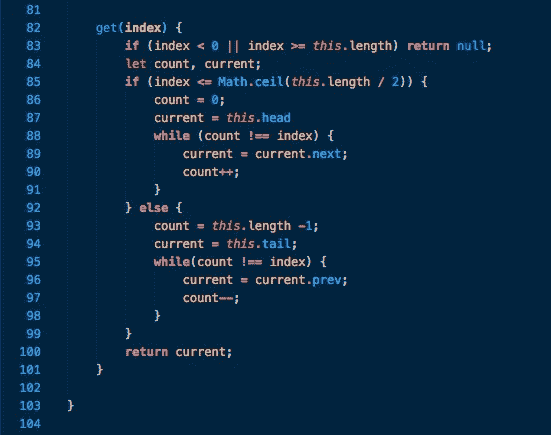 81
82 get(index) {
83 if (index < 0 || index >= this.length) return null;
84 let count, current;
85 if (index <= Math.ceil(this.length / 2)) {
86 count = 0;
87 current = this.head
88 while (count !== index) {
89 current = current.next;
90 count++;
91 }
92 } else {
93 count = this.length -1;
94 current = this.tail;
95 while(count !== index) {
96 current = current.prev;
97 count--;
98 }
99 }
100 return current;
101 }
102
103 }
104